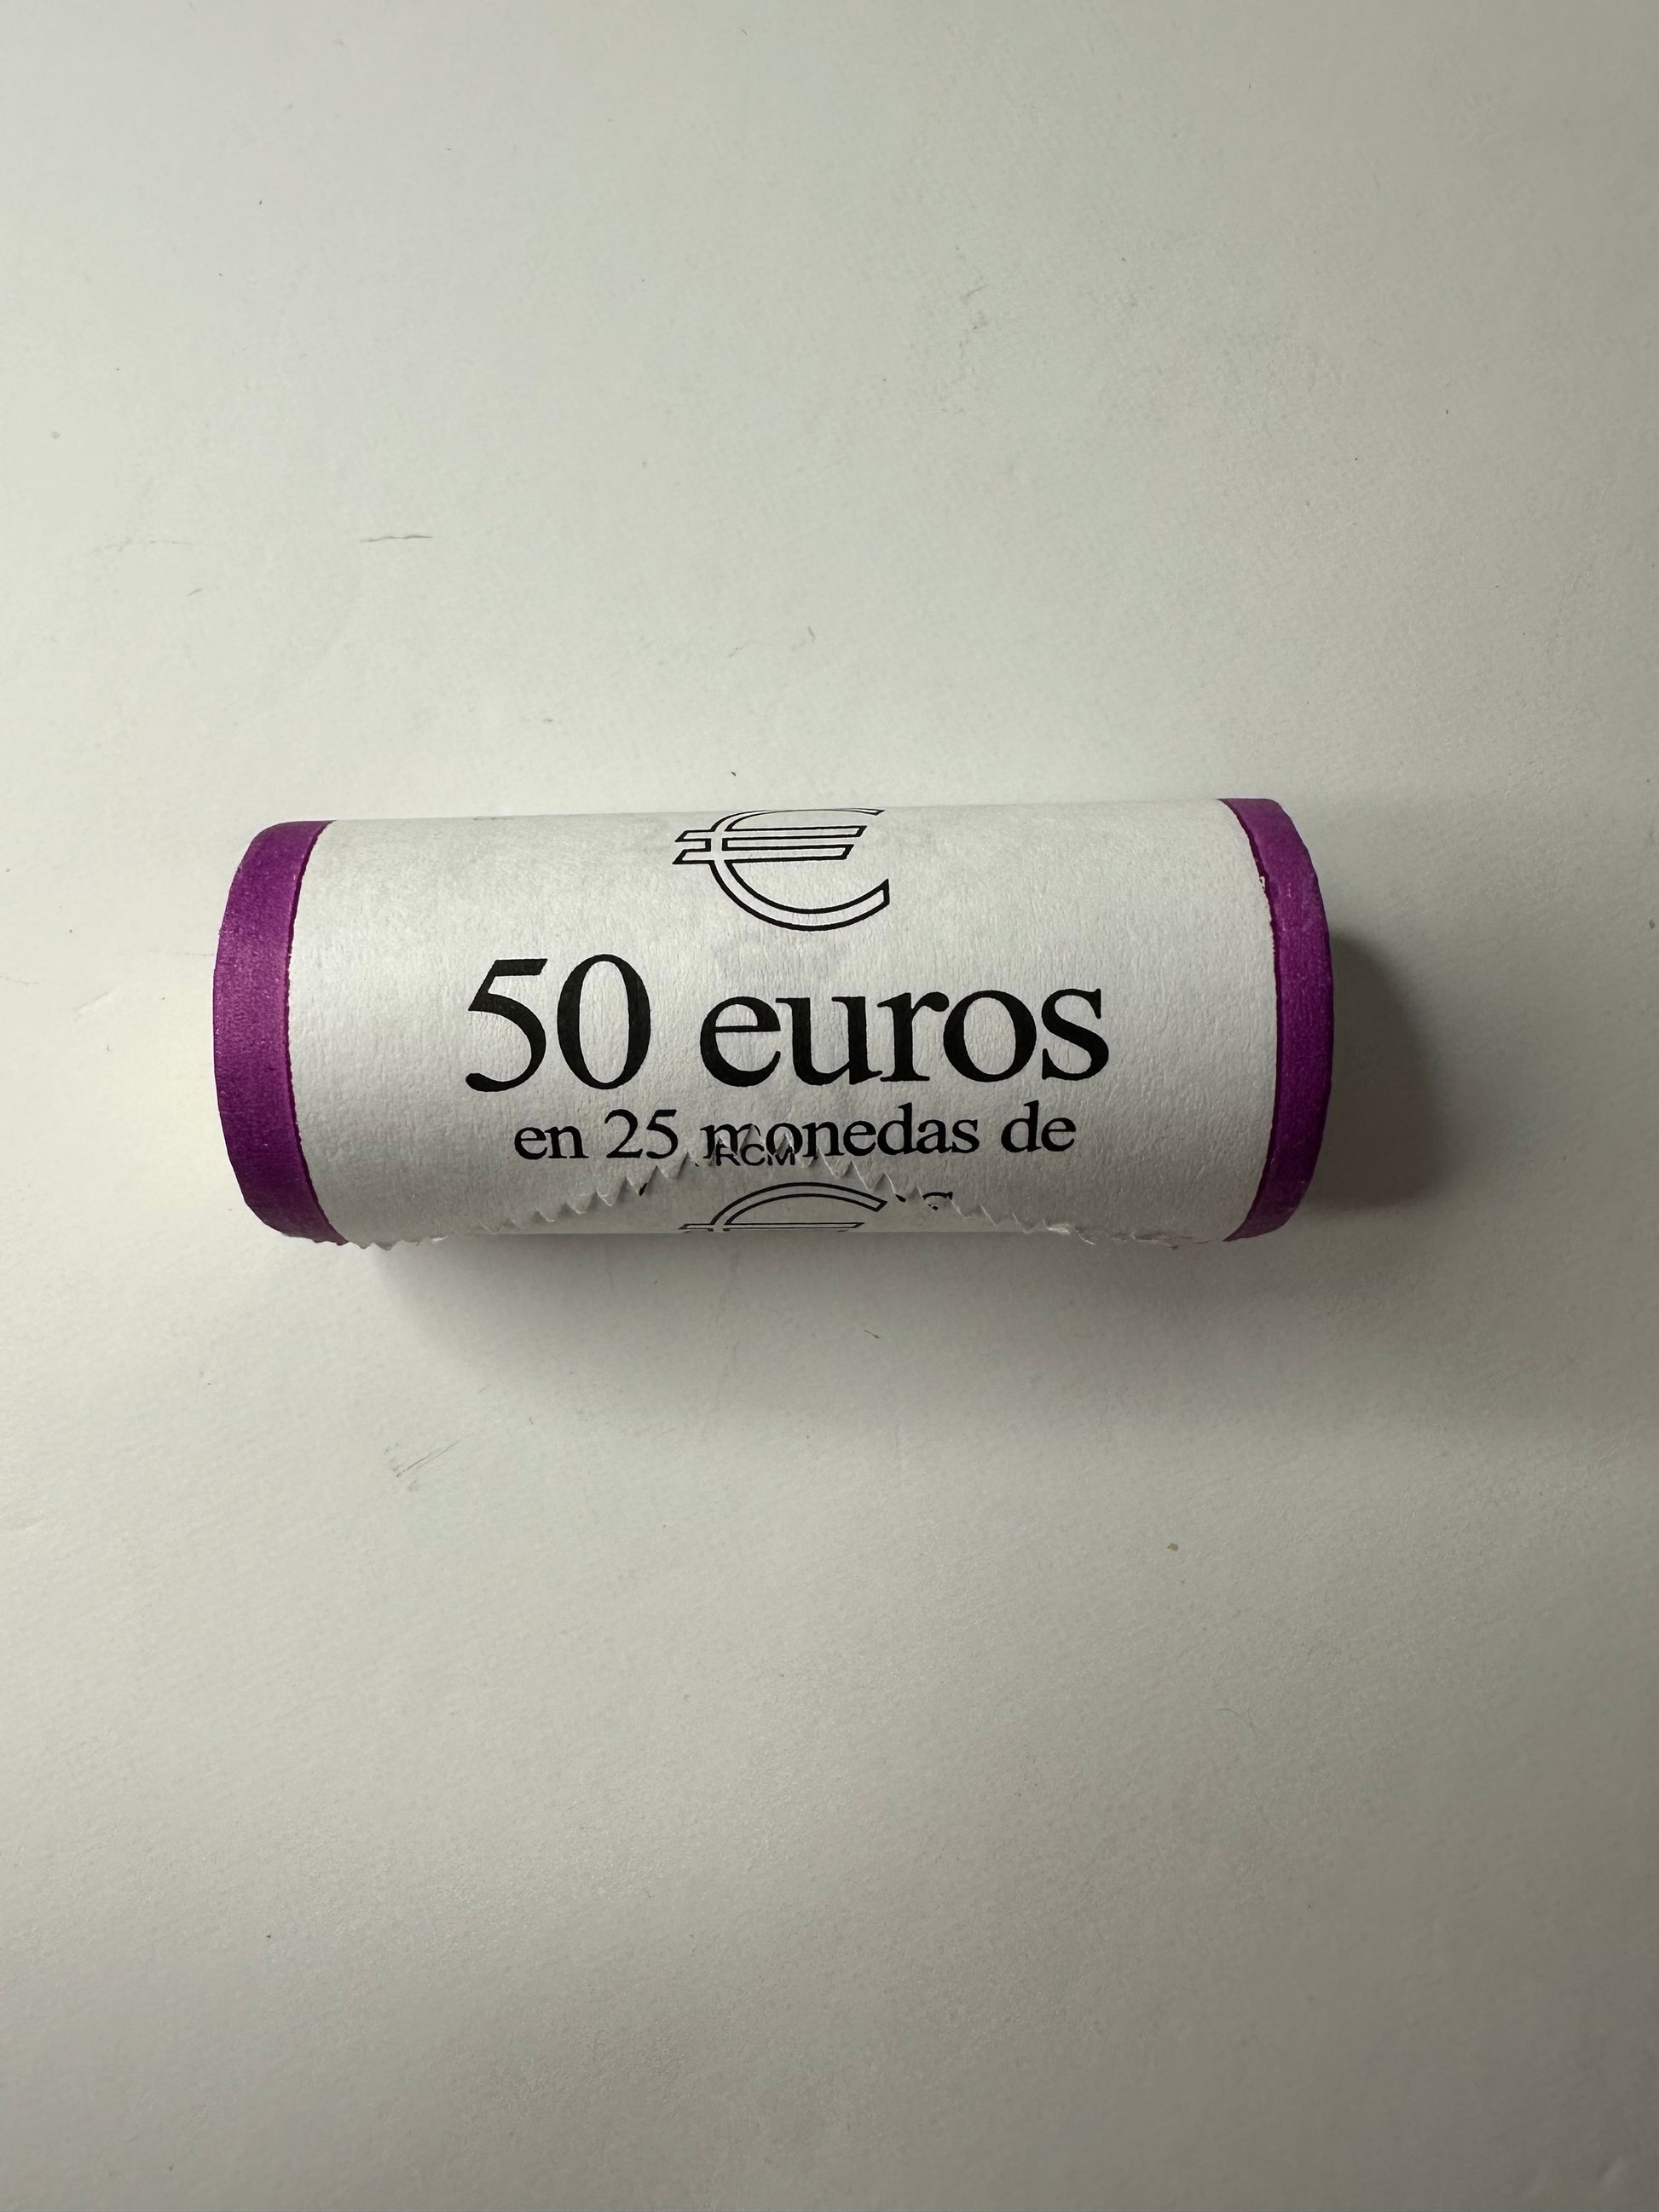 €
50 euros
en 25 monedas de
RCM
€